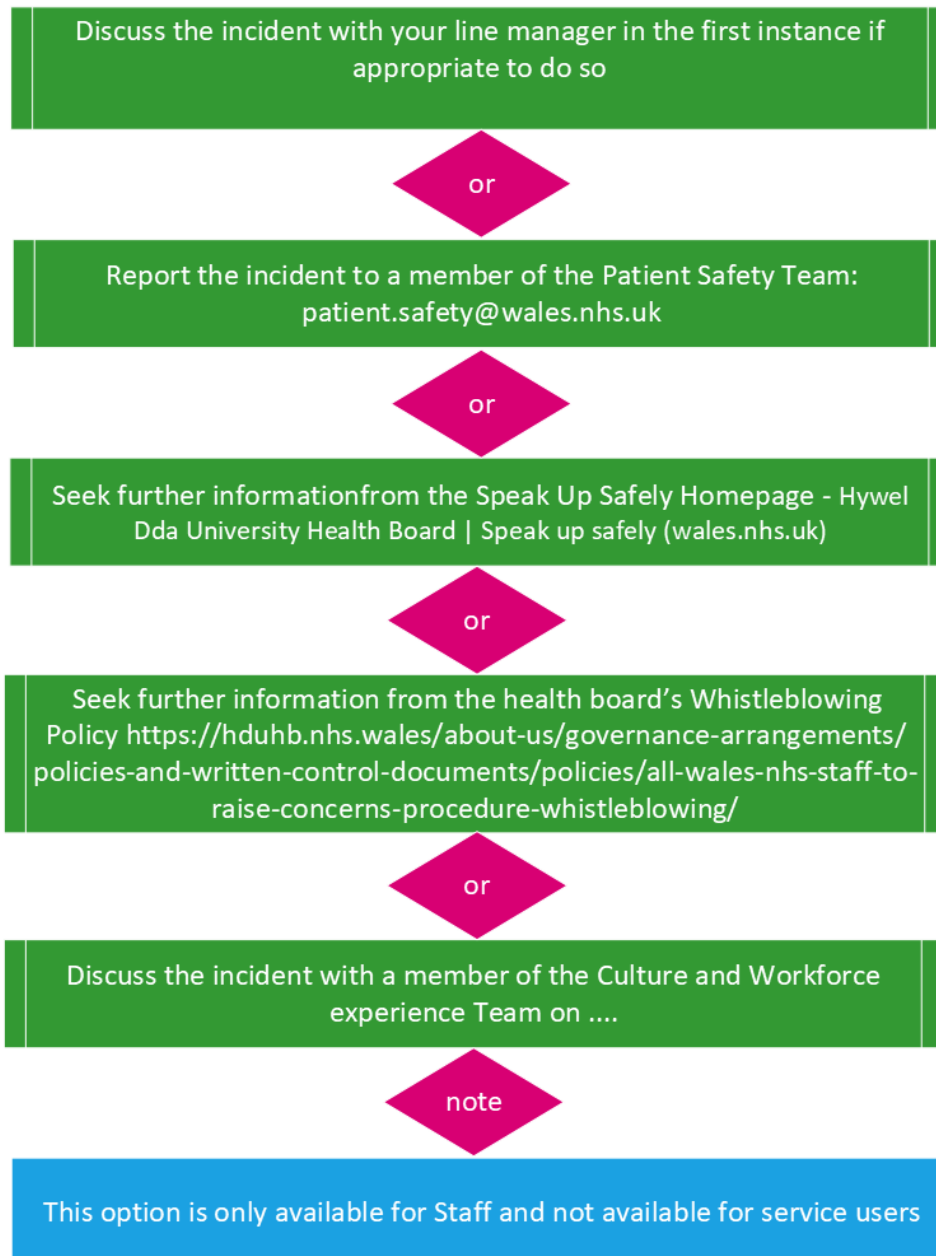 Discuss the incident with your line manager in the first instance if
appropriate to do so
or
Report the incident to a member of the Patient Safety Team:
patient.safety@wales.nhs.uk
or
Seek further informationfrom the Speak Up Safely Homepage - Hywel
Dda University Health Board | Speak up safely (wales.nhs.uk)
or
Seek further information from the health board’s Whistleblowing
Policy https://hduhb.nhs.wales/about-us/governance-arrangements/
policies-and-written-control-documents/policies/all-wales-nhs-staff-to-
raise-concerns-procedure-whistleblowing/
or
Discuss the incident with a member of the Culture and Workforce
experience Team on ....
note
This option is only available for Staff and not available for service users